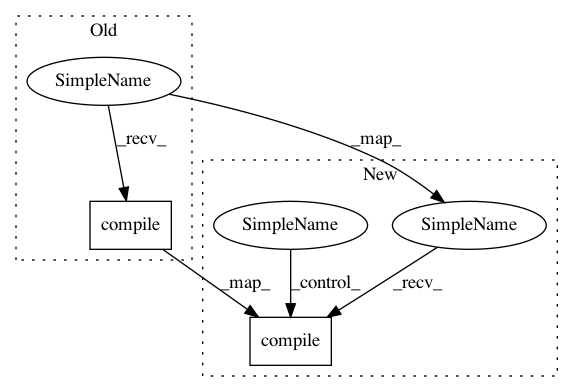 Old
SimpleName
_recv_
_map_
New
compile
SimpleName
SimpleName
_map_
_control_
_recv_
compile